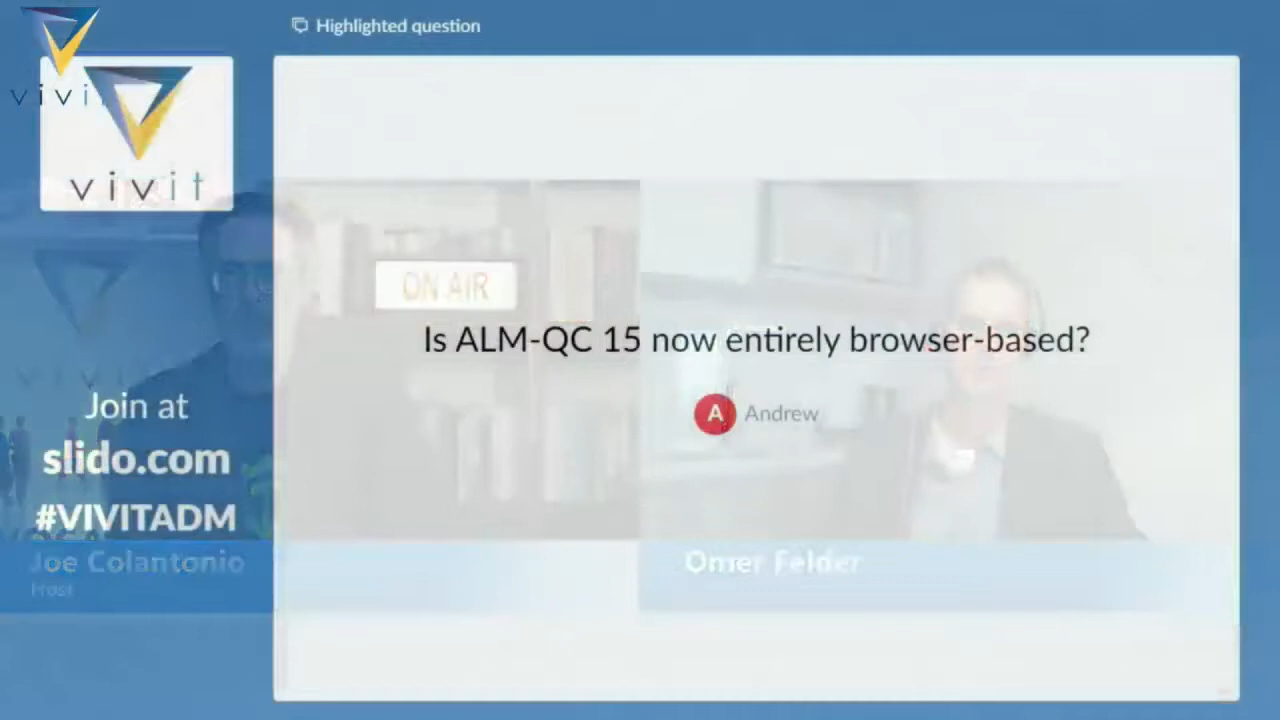 Highlighted question
vivit
vivit
ON AIR
Is ALM-QC 15 now entirely browser-based?
A Andrew
Join at
slido.com
#VIVITADM
Joe Colantonio
Host
Omer Felder